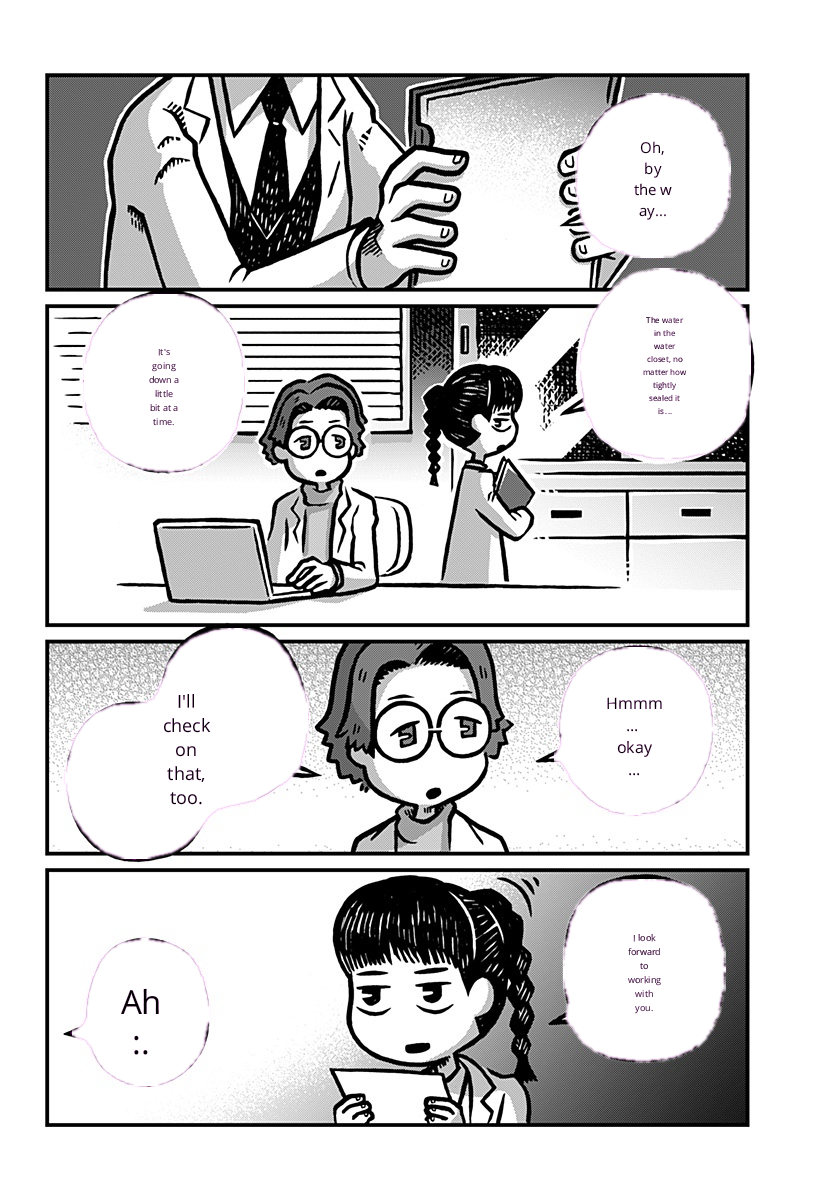 Oh,
by
the w
ay...
The water
in the
water
closet, no
matter how
tightly
sealed it
is...
It's
going
down a
little
bit at a
time.
Hmmm
...
okay
...
I'll
check
on
that,
too.
I look
forward
to
working
with
you.
Ah
:.